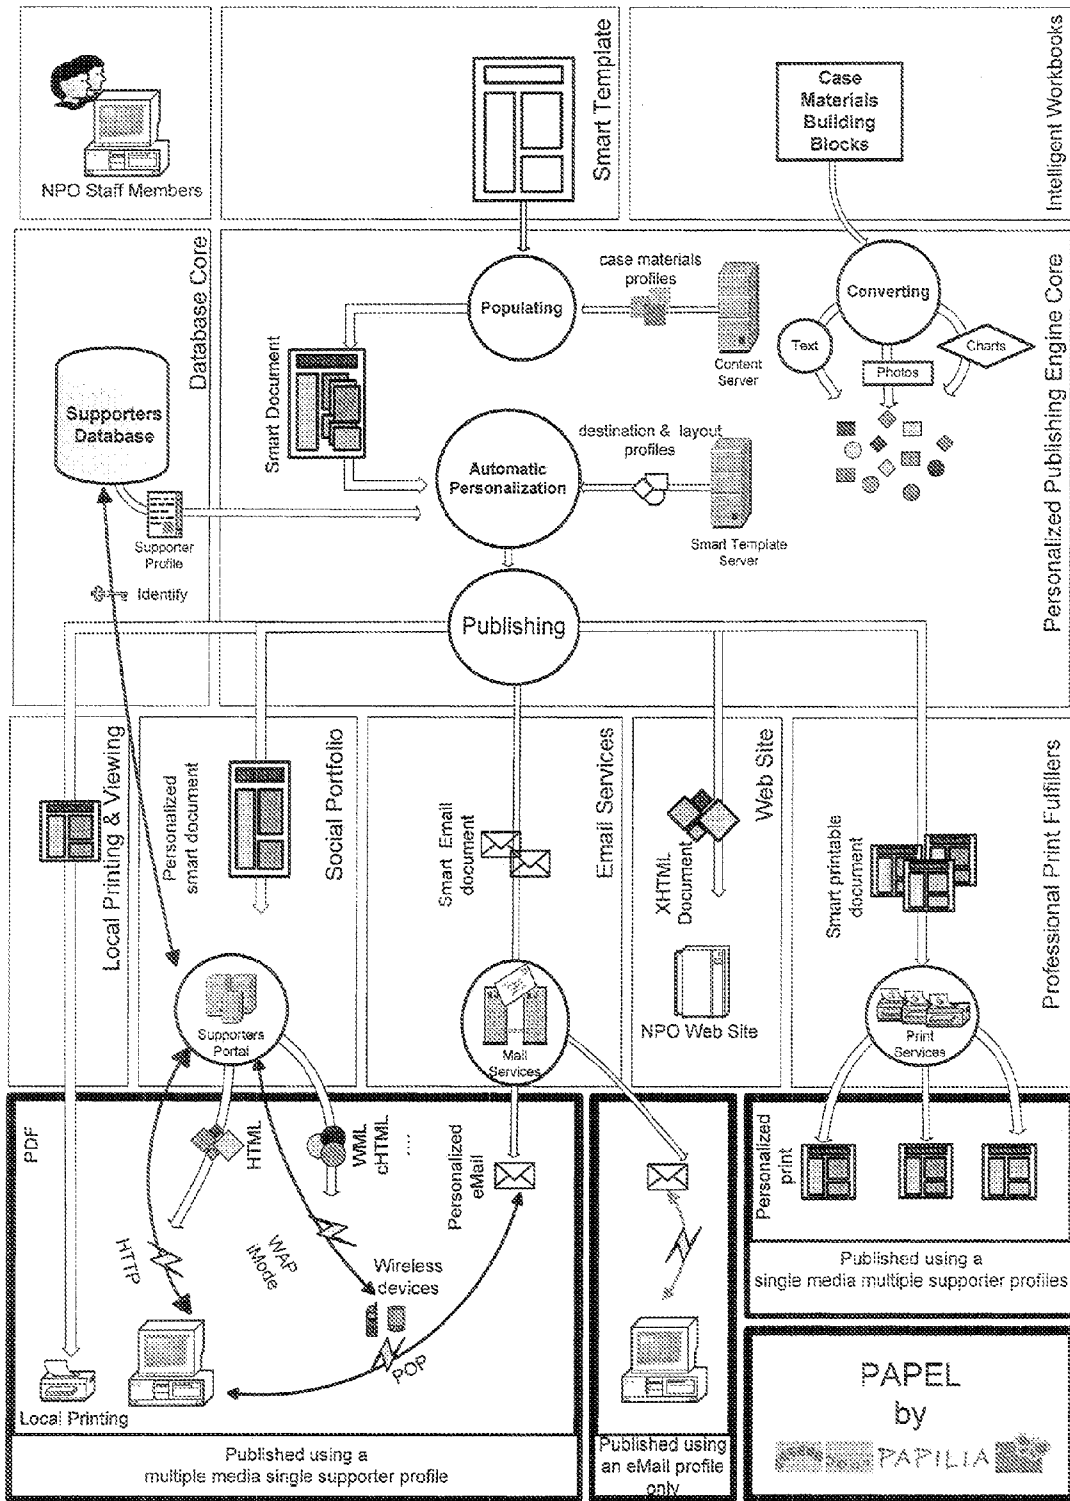 NPO Staff Members
Smart Template
Case
Materials
Building
Blocks
Intelligent Workbooks
Database Core
Supporters
Database
Supporter
Profile
Identify
Populating
case materials
profiles
Content
Server
Smart Document
Automatic
Personalization
destination & layout
profiles
Smart Template
Server
Converting
Text
Photos
Charts
Personalized Publishing Engine Core
Publishing
Local Printing & Viewing
Personalized
smart document
Social Portfolio
Supporters
Portal
Smart Email
document
Email Services
Mail
Services
XHTML
Document
Web Site
NPO Web Site
Smart printable
document
Professional Print Fulfillers
Print
Services
PDF
HTML
WML
cHTML
...
HTTP
WAP
iMode
Wireless
devices
POP
Personalized
eMail
Local Printing
Published using a
multiple media single supporter profile
Published using
an eMail profile
only
Personalized
print
Published using a
single media multiple supporter profiles
PAPEL
by
PAPILIA